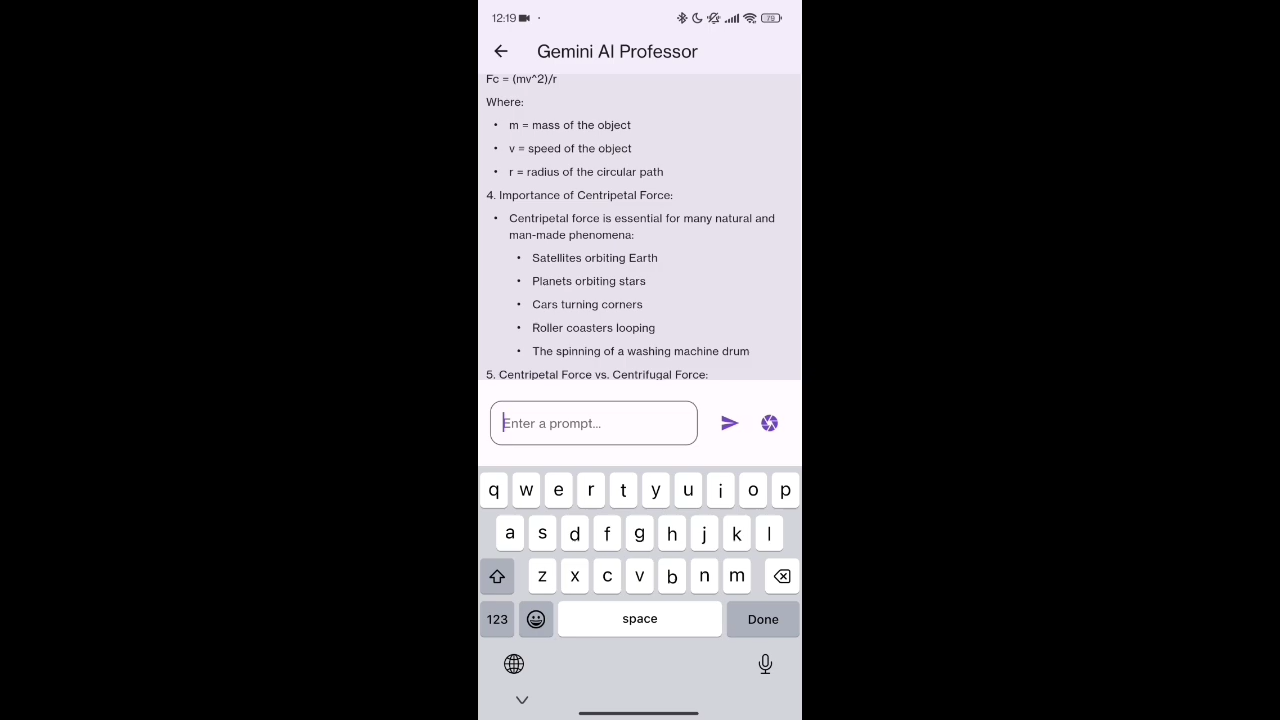 12:19
79
Gemini AI Professor
Fc = (mv^2)/r
Where:
• m = mass of the object
• v = speed of the object
• r = radius of the circular path
4. Importance of Centripetal Force:
• Centripetal force is essential for many natural and
man-made phenomena:
• Satellites orbiting Earth
• Planets orbiting stars
• Cars turning corners
• Roller coasters looping
• The spinning of a washing machine drum
5. Centripetal Force vs. Centrifugal Force:
Enter a prompt...
q w e r t y u i o p
a s d f g h j k l
z x c v b n m
123 space Done